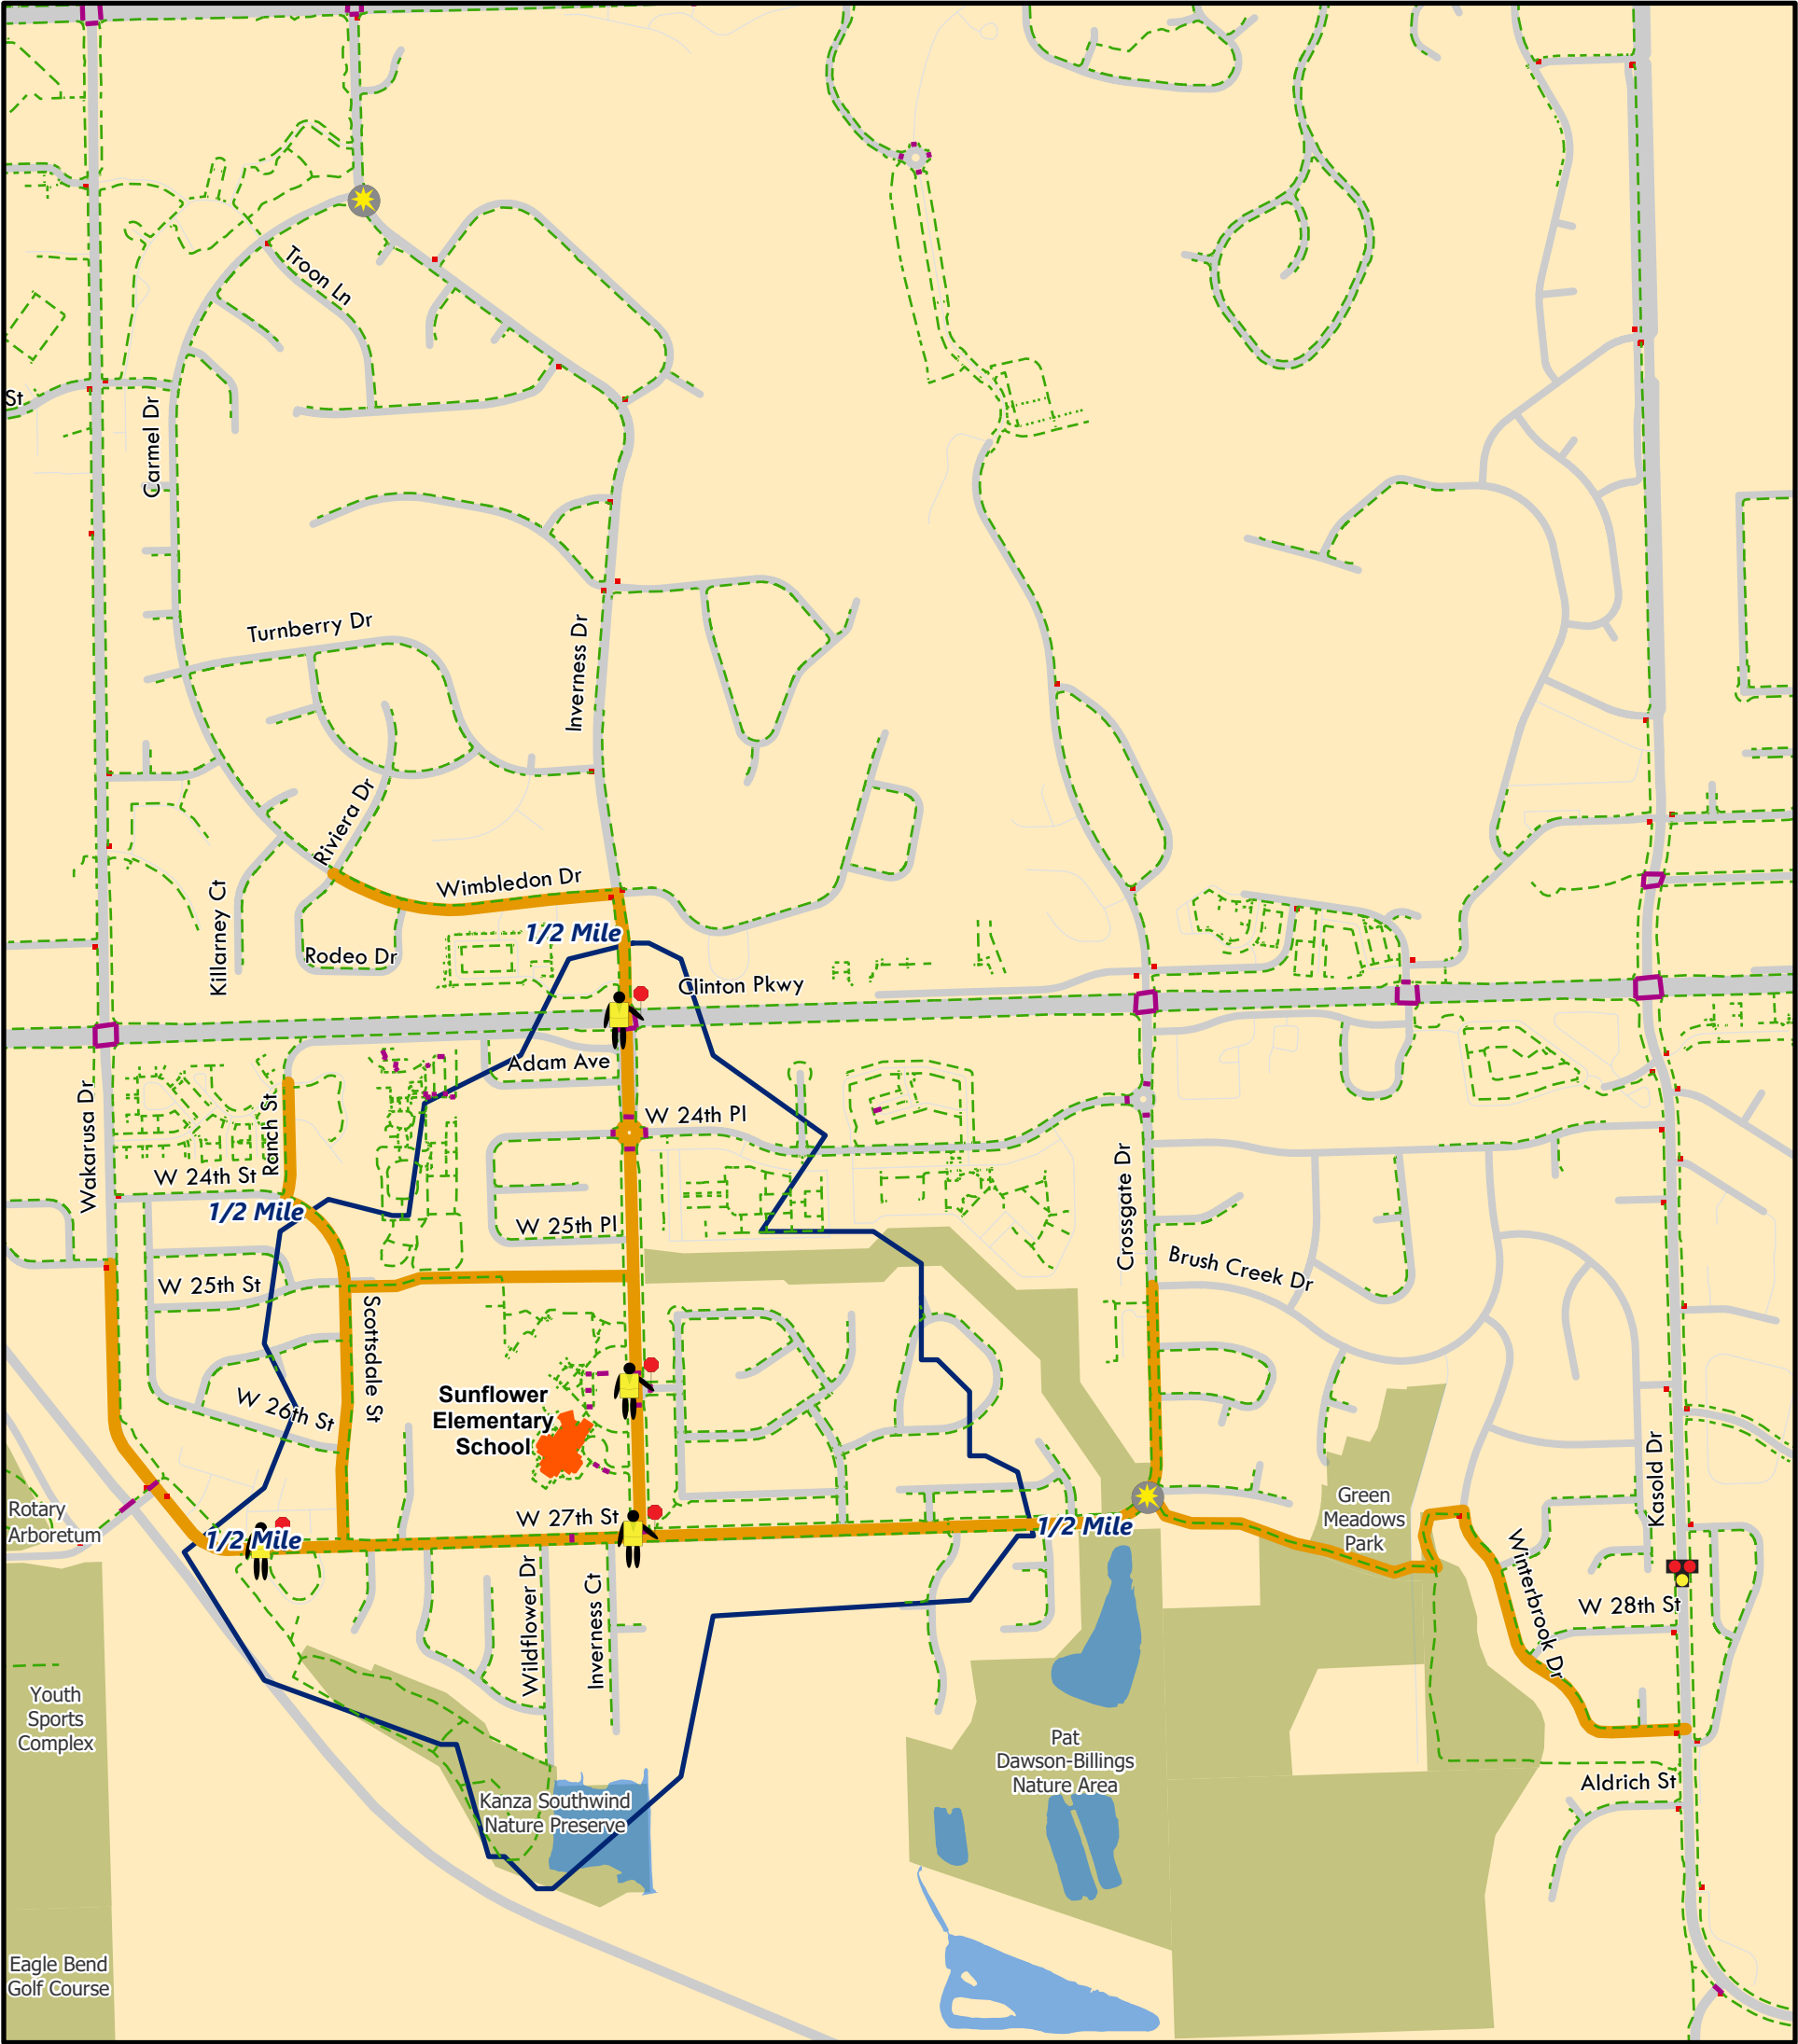 Troon Ln
St
Carmel Dr
Turnberry Dr
Inverness Dr
Riviera Dr
Wimbledon Dr
Killarney Ct
1/2 Mile
Rodeo Dr
Clinton Pkwy
Adam Ave
Wakarusa Dr
Ranch St
W 24th Pl
W 24th St
1/2 Mile
W 25th Pl
Crossgate Dr
Brush Creek Dr
W 25th St
Scottsdale St
W 26th St
Sunflower
Elementary
School
Kasold Dr
Rotary
Arboretum
1/2 Mile
W 27th St
1/2 Mile
Green
Meadows
Park
Winterbrook Dr
W 28th St
Wildflower Dr
Inverness Ct
Youth
Sports
Complex
Pat
Dawson-Billings
Nature Area
Aldrich St
Kanza Southwind
Nature Preserve
Eagle Bend
Golf Course